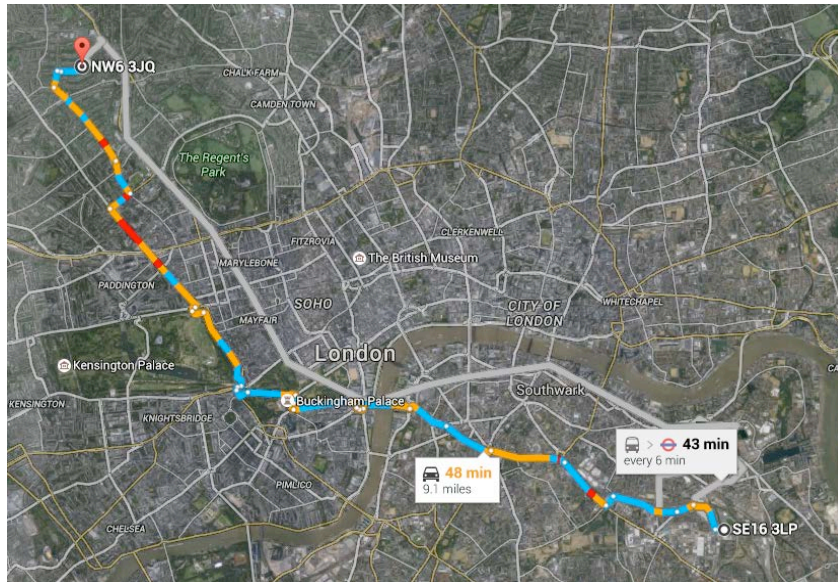 NW6 3JQ
CHALK FARM
CAMDEN TOWN
The Regent's
Park
CLERKENWELL
FITZROVIA
The British Museum
MARYLEBONE
PADDINGTON
WHITECHAPEL
SOHO
CITY OF
LONDON
MAYFAIR
London
Kensington Palace
Southwark
CA
KENSINGTON
Buckingham Palace
KNIGHTSBRIDGE
43 min
every 6 min
48 min
9.1 miles
PIMLICO
CHELSEA
SE16 3LP